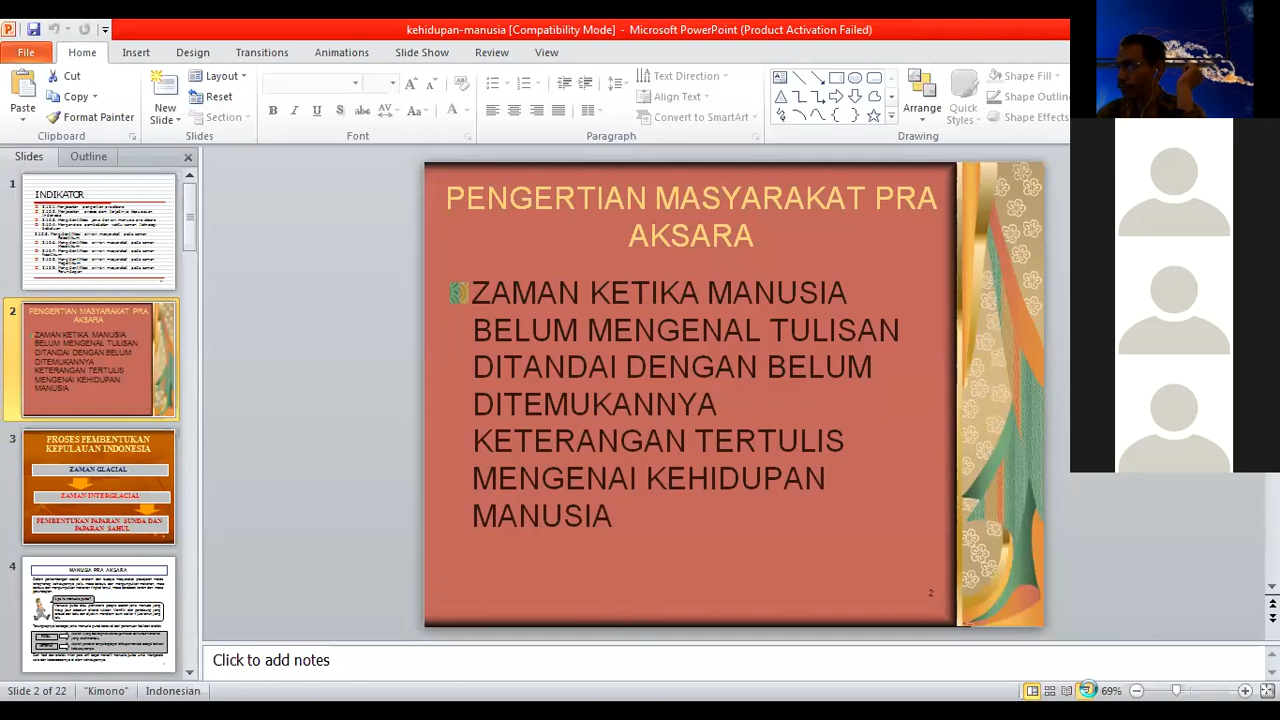 kehidupan-manusia [Compatibility Mode] - Microsoft PowerPoint (Product Activation Failed)
File Home Insert Design Transitions Animations Slide Show Review View
Cut
Copy
Format Painter
Paste
Clipboard
New Slide
Layout
Reset
Section
Slides
Font
Text Direction
Align Text
Convert to SmartArt
Paragraph
Arrange
Quick Styles
Shape Fill
Shape Outlin
Shape Effects
Drawing
Slides Outline
1
INDIKATOR
2
PENGERTIAN MASYARAKAT PRA
AKSARA
ZAMAN KETIKA MANUSIA
BELUM MENGENAL TULISAN
DITANDAI DENGAN BELUM
DITEMUKANNYA
KETERANGAN TERTULIS
MENGENAI KEHIDUPAN
MANUSIA
3
PROSES PEMBENTUKAN
KEPULAUAN INDONESIA
ZAMAN GLACIAL
ZAMAN INTERGLACIAL
PEMBENTUKAN PAPARAN SUNDA DAN
PAPARAN SAHUL
4
MANUSIA PRA AKSARA
PENGERTIAN MASYARAKAT PRA
AKSARA
ZAMAN KETIKA MANUSIA
BELUM MENGENAL TULISAN
DITANDAI DENGAN BELUM
DITEMUKANNYA
KETERANGAN TERTULIS
MENGENAI KEHIDUPAN
MANUSIA
2
Click to add notes
Slide 2 of 22 "Kimono" Indonesian 69%